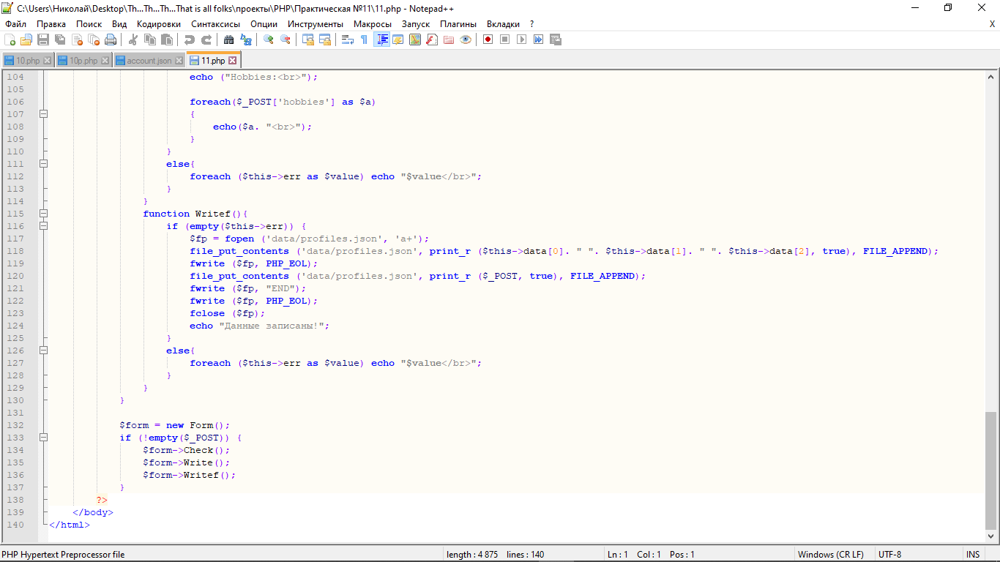 C:\Users\Николай\Desktop\Th...Th...Th...That is all folks\проекты\PHP\Практическая №11\11.php - Notepad++
Файл Правка Поиск Вид Кодировки Синтаксисы Опции Инструменты Макросы Запуск Плагины Вкладки ? X
10.php 10p.php account.json 11.php
104 echo ("Hobbies:<br>");
105
106 foreach($_POST['hobbies'] as $a)
107 {
108 echo($a. "<br>");
109 }
110 }
111 else{
112 foreach ($this->err as $value) echo "$value</br>";
113 }
114 }
115 function Writef(){
116 if (empty($this->err)) {
117 $fp = fopen ('data/profiles.json', 'a+');
118 file_put_contents ('data/profiles.json', print_r ($this->data[0]. " ". $this->data[1]. " ". $this->data[2], true), FILE_APPEND);
119 fwrite ($fp, PHP_EOL);
120 file_put_contents ('data/profiles.json', print_r ($_POST, true), FILE_APPEND);
121 fwrite ($fp, "END");
122 fwrite ($fp, PHP_EOL);
123 fclose ($fp);
124 echo "Данные записаны!";
125 }
126 else{
127 foreach ($this->err as $value) echo "$value</br>";
128 }
129 }
130 }
131
132 $form = new Form();
133 if (!empty($_POST)) {
134 $form->Check();
135 $form->Write();
136 $form->Writef();
137 }
138 ?>
139 </body>
140 </html>
PHP Hypertext Preprocessor file length : 4 875 lines : 140 Ln : 1 Col : 1 Pos : 1 Windows (CR LF) UTF-8 INS